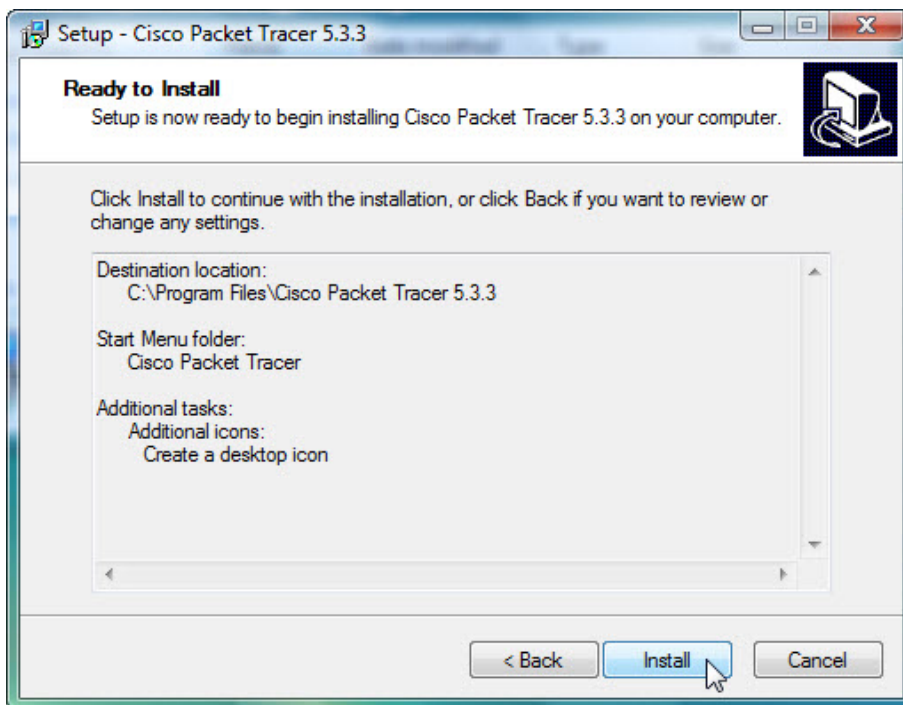 Setup - Cisco Packet Tracer 5.3.3
Ready to Install
Setup is now ready to begin installing Cisco Packet Tracer 5.3.3 on your computer.
Click Install to continue with the installation, or click Back if you want to review or
change any settings.
Destination location:
C:\Program Files\Cisco Packet Tracer 5.3.3
Start Menu folder:
Cisco Packet Tracer
Additional tasks:
Additional icons:
Create a desktop icon
< Back
Install
Cancel